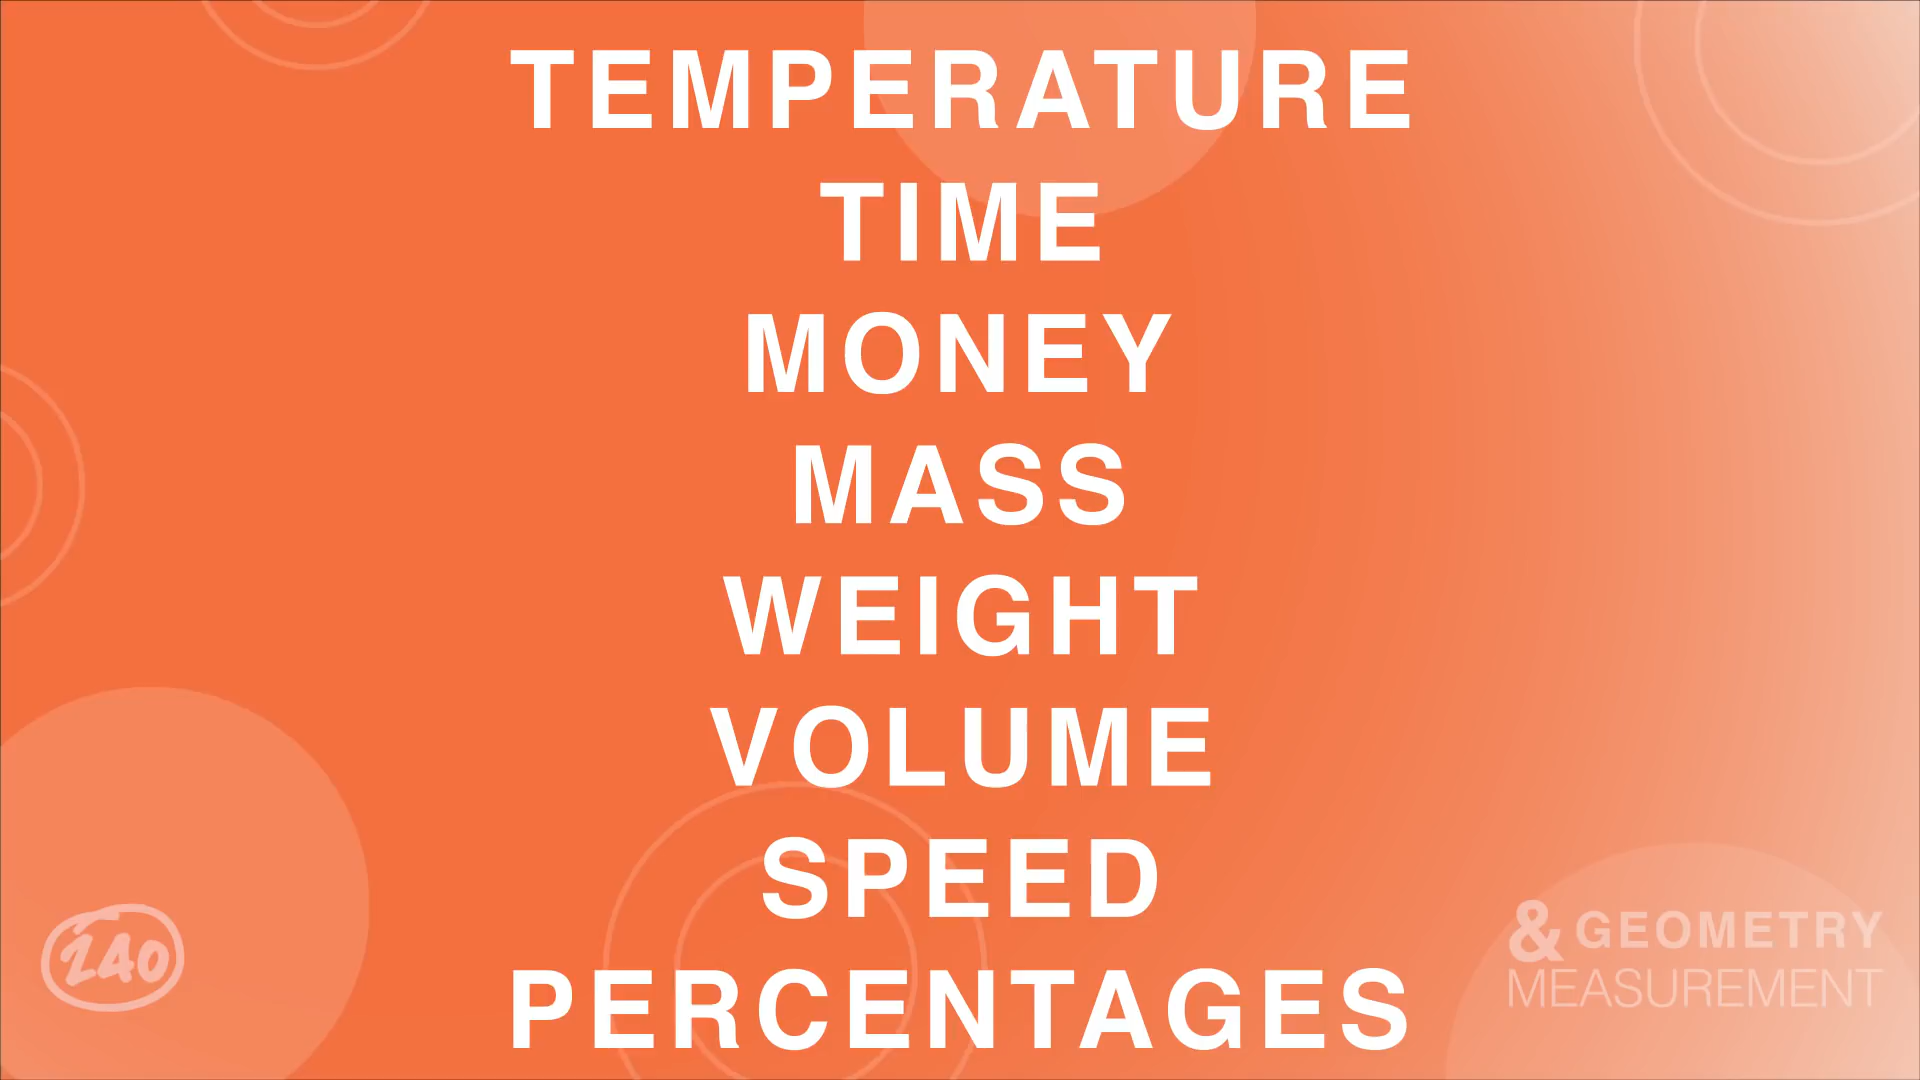 TEMPERATURE
TIME
MONEY
MASS
WEIGHT
VOLUME
SPEED
PERCENTAGES
240
& GEOMETRY
MEASUREMENT